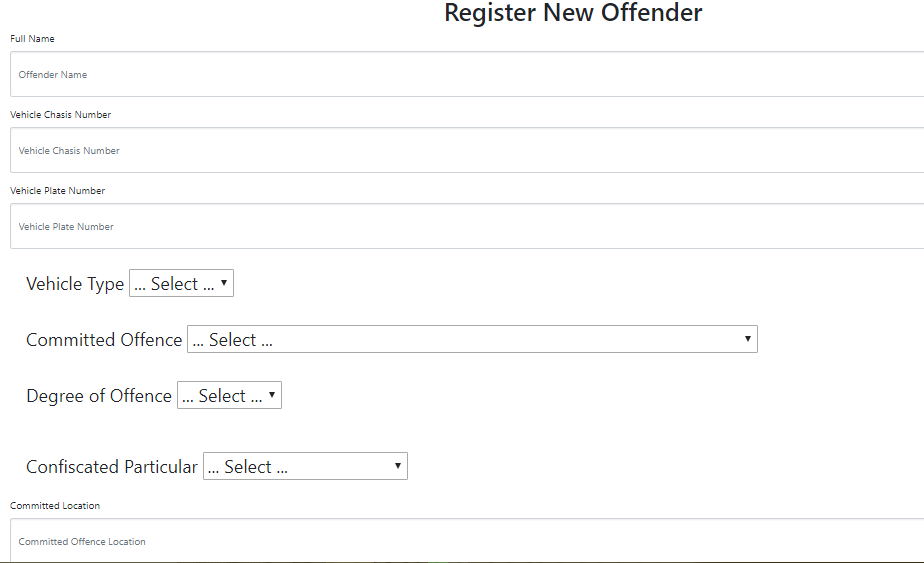 Register New Offender
Full Name
Offender Name
Vehicle Chasis Number
Vehicle Chasis Number
Vehicle Plate Number
Vehicle Plate Number
Vehicle Type ... Select ...
Committed Offence ... Select ...
Degree of Offence ... Select ...
Confiscated Particular ... Select ...
Committed Location
Committed Offence Location